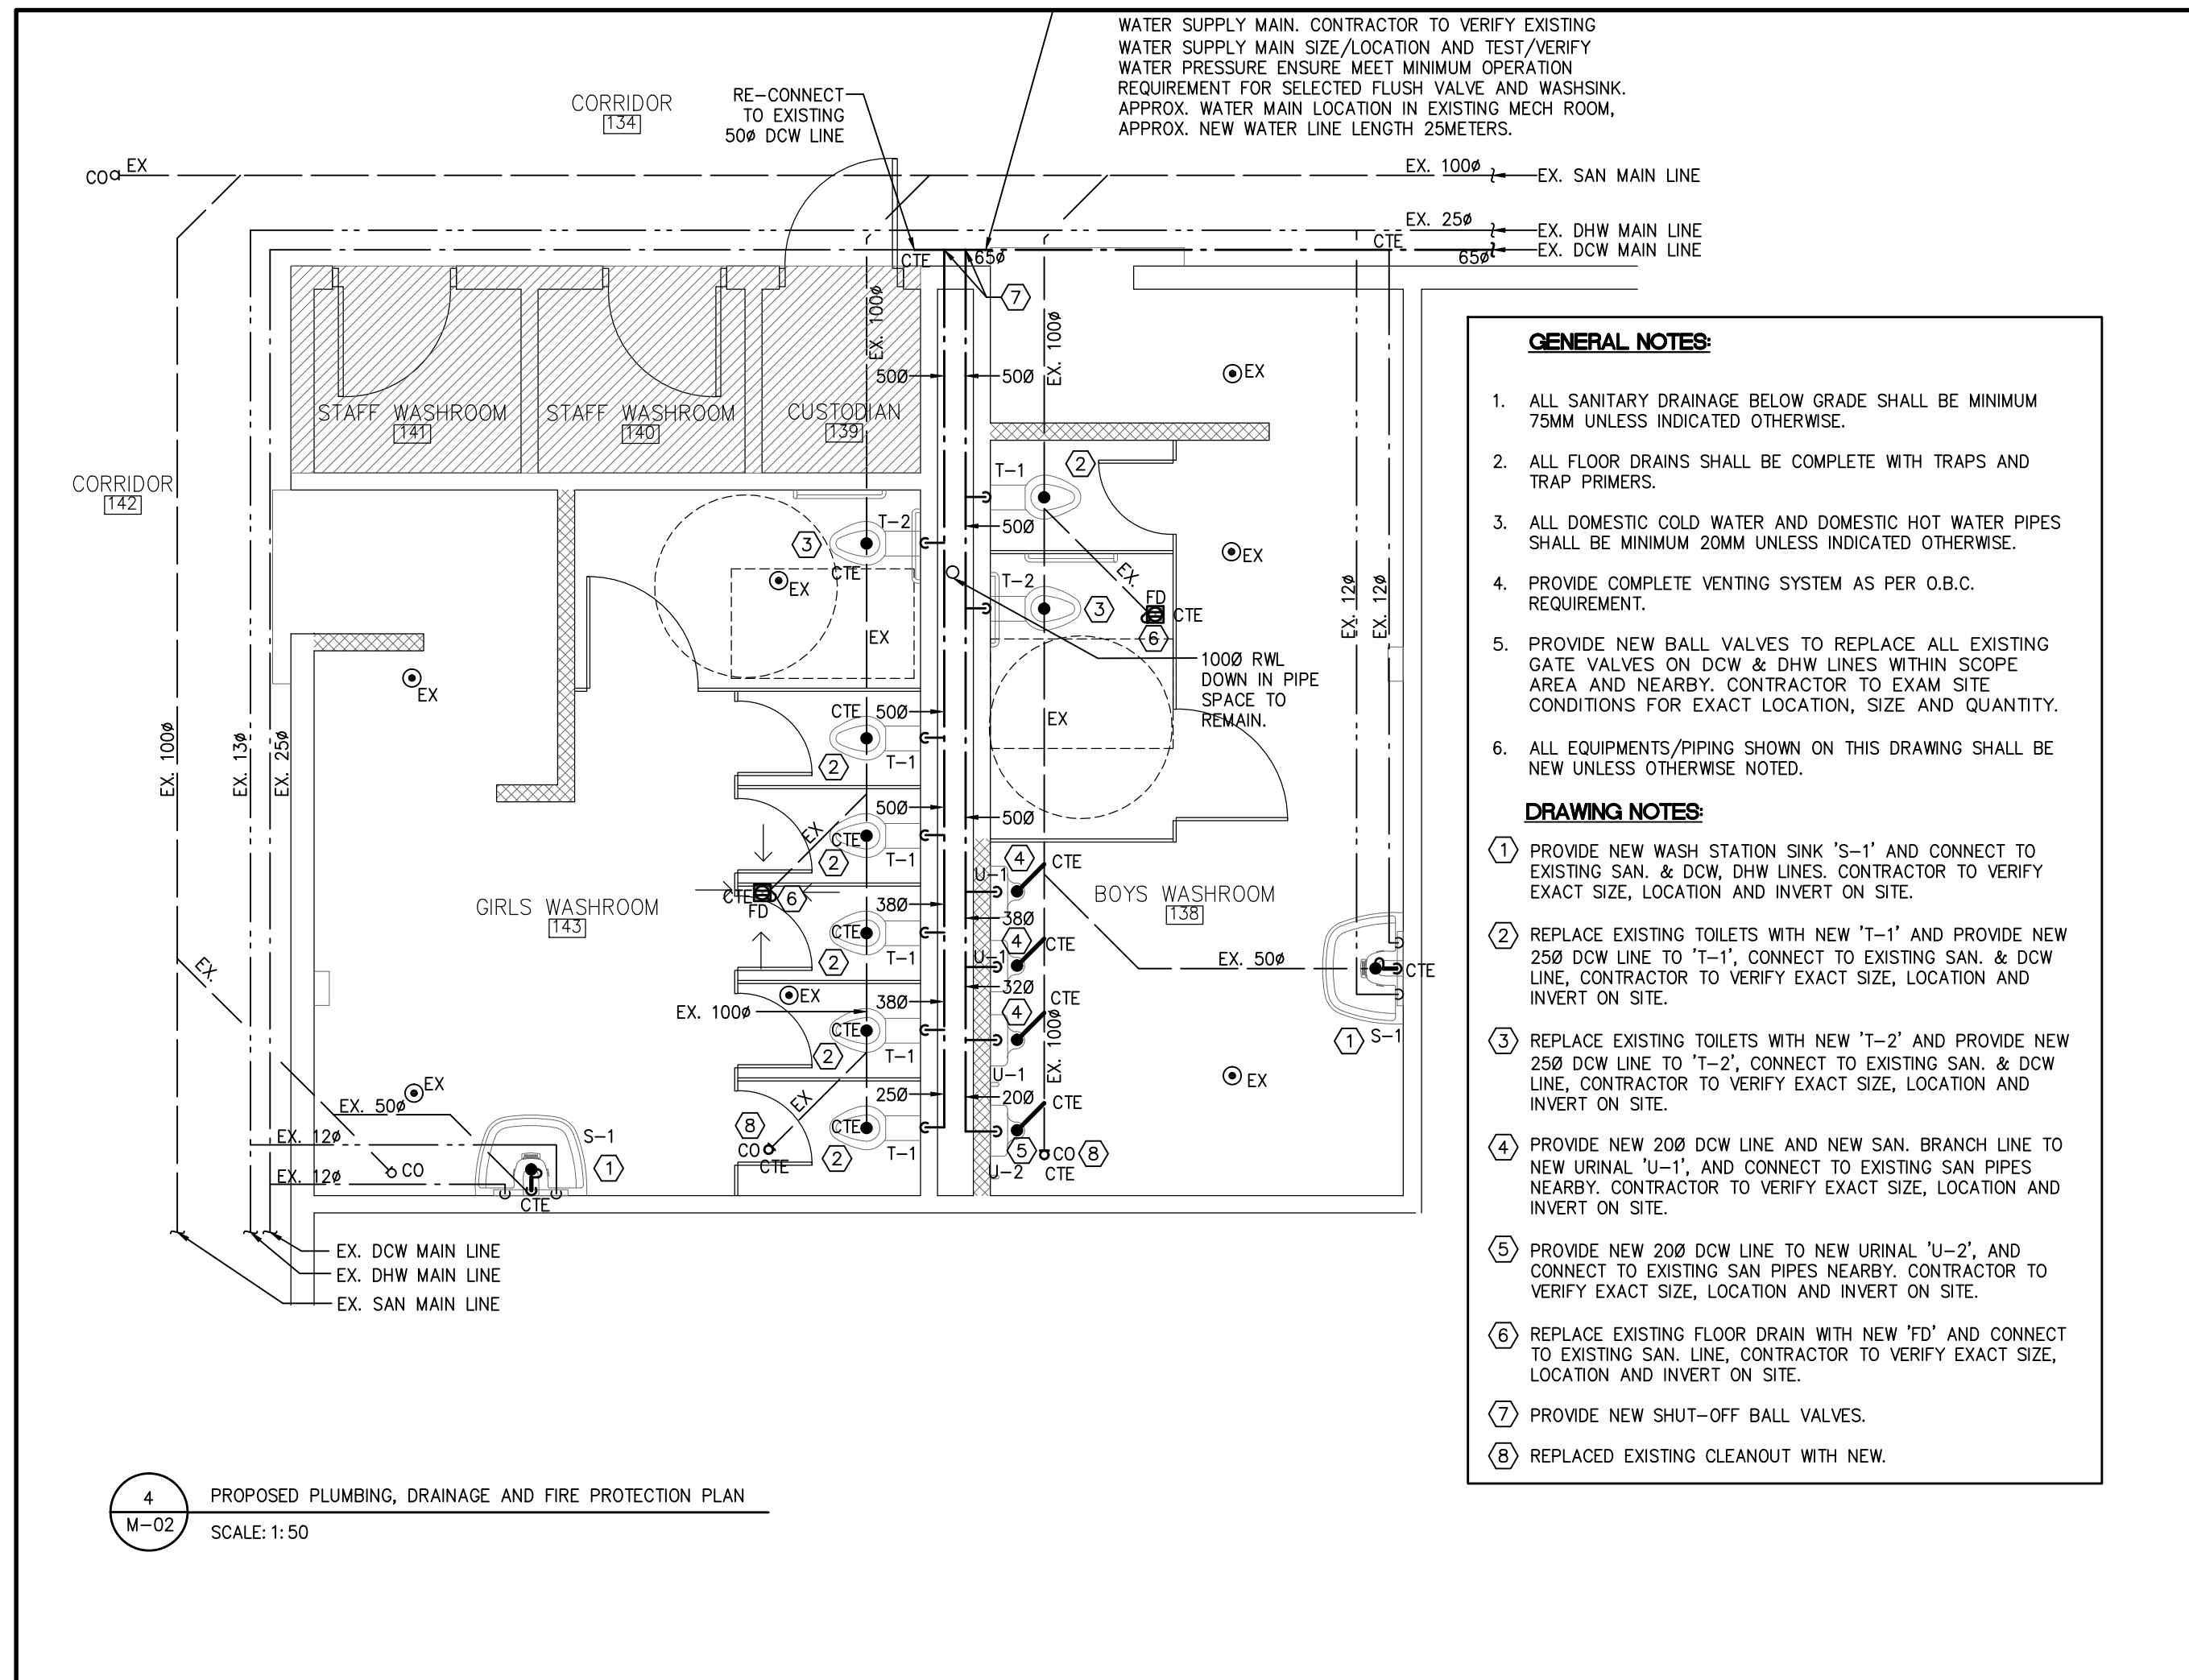 WATER SUPPLY MAIN. CONTRACTOR TO VERIFY EXISTING
WATER SUPPLY MAIN SIZE/LOCATION AND TEST/VERIFY
WATER PRESSURE ENSURE MEET MINIMUM OPERATION
REQUIREMENT FOR SELECTED FLUSH VALVE AND WASHSINK.
APPROX. WATER MAIN LOCATION IN EXISTING MECH ROOM,
APPROX. NEW WATER LINE LENGTH 25METERS.
CORRIDOR
134
RE-CONNECT
TO EXISTING
50ø DCW LINE
CO
EX
EX. 100ø
EX. SAN MAIN LINE
EX. 25ø
EX. DHW MAIN LINE
CTE
EX. DCW MAIN LINE
65ø
CTE
65ø
7
EX. 100ø
EX. 100ø
50Ø
50Ø
EX
STAFF WASHROOM
141
STAFF WASHROOM
140
CUSTODIAN
139
CORRIDOR
142
T-1
2
T-2
3
CTE
EX
50Ø
EX
T-2
3
EX.
FD
CTE
6
EX
EX
EX. 12ø
EX. 12ø
100Ø RWL
DOWN IN PIPE
SPACE TO
REMAIN.
EX
EX. 100ø
EX. 13ø
EX. 25ø
CTE
50Ø
2
T-1
50Ø
EX
CTE
2
T-1
50Ø
4
CTE
U-1
CTE
FD
6
GIRLS WASHROOM
143
38Ø
CTE
2
T-1
38Ø
4
CTE
U-1
BOYS WASHROOM
138
EX. 50ø
CTE
EX.
EX
EX. 100ø
38Ø
CTE
2
T-1
32Ø
CTE
4
EX. 100ø
U-1
1
S-1
EX
EX
EX. 50ø
EX. 12ø
EX. 12ø
CO
S-1
1
CTE
EX
8
CO
CTE
25Ø
CTE
2
T-1
20Ø
CTE
5
U-2
CO
8
CTE
EX. DCW MAIN LINE
EX. DHW MAIN LINE
EX. SAN MAIN LINE
GENERAL NOTES:
1. ALL SANITARY DRAINAGE BELOW GRADE SHALL BE MINIMUM
75MM UNLESS INDICATED OTHERWISE.
2. ALL FLOOR DRAINS SHALL BE COMPLETE WITH TRAPS AND
TRAP PRIMERS.
3. ALL DOMESTIC COLD WATER AND DOMESTIC HOT WATER PIPES
SHALL BE MINIMUM 20MM UNLESS INDICATED OTHERWISE.
4. PROVIDE COMPLETE VENTING SYSTEM AS PER O.B.C.
REQUIREMENT.
5. PROVIDE NEW BALL VALVES TO REPLACE ALL EXISTING
GATE VALVES ON DCW & DHW LINES WITHIN SCOPE
AREA AND NEARBY. CONTRACTOR TO EXAM SITE
CONDITIONS FOR EXACT LOCATION, SIZE AND QUANTITY.
6. ALL EQUIPMENTS/PIPING SHOWN ON THIS DRAWING SHALL BE
NEW UNLESS OTHERWISE NOTED.
DRAWING NOTES:
1 PROVIDE NEW WASH STATION SINK 'S-1' AND CONNECT TO
EXISTING SAN. & DCW, DHW LINES. CONTRACTOR TO VERIFY
EXACT SIZE, LOCATION AND INVERT ON SITE.
2 REPLACE EXISTING TOILETS WITH NEW 'T-1' AND PROVIDE NEW
25Ø DCW LINE TO 'T-1', CONNECT TO EXISTING SAN. & DCW
LINE, CONTRACTOR TO VERIFY EXACT SIZE, LOCATION AND
INVERT ON SITE.
3 REPLACE EXISTING TOILETS WITH NEW 'T-2' AND PROVIDE NEW
25Ø DCW LINE TO 'T-2', CONNECT TO EXISTING SAN. & DCW
LINE, CONTRACTOR TO VERIFY EXACT SIZE, LOCATION AND
INVERT ON SITE.
4 PROVIDE NEW 20Ø DCW LINE AND NEW SAN. BRANCH LINE TO
NEW URINAL 'U-1', AND CONNECT TO EXISTING SAN PIPES
NEARBY. CONTRACTOR TO VERIFY EXACT SIZE, LOCATION AND
INVERT ON SITE.
5 PROVIDE NEW 20Ø DCW LINE TO NEW URINAL 'U-2', AND
CONNECT TO EXISTING SAN PIPES NEARBY. CONTRACTOR TO
VERIFY EXACT SIZE, LOCATION AND INVERT ON SITE.
6 REPLACE EXISTING FLOOR DRAIN WITH NEW 'FD' AND CONNECT
TO EXISTING SAN. LINE, CONTRACTOR TO VERIFY EXACT SIZE,
LOCATION AND INVERT ON SITE.
7 PROVIDE NEW SHUT-OFF BALL VALVES.
8 REPLACED EXISTING CLEANOUT WITH NEW.
4
M-02
PROPOSED PLUMBING, DRAINAGE AND FIRE PROTECTION PLAN
SCALE: 1: 50